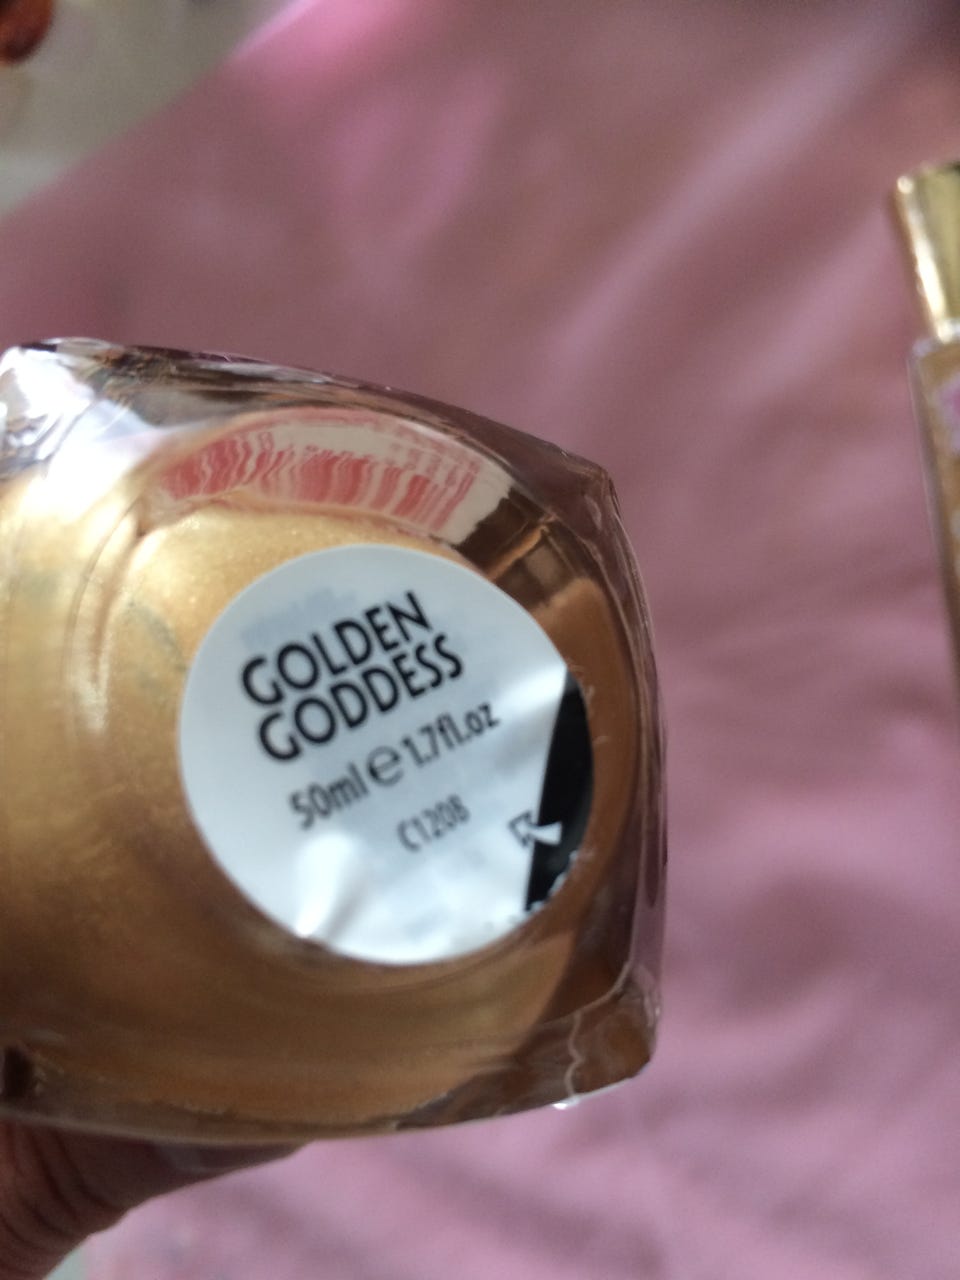 GOLDEN
GODDESS
50ml e 1.7fl.oz
C1208